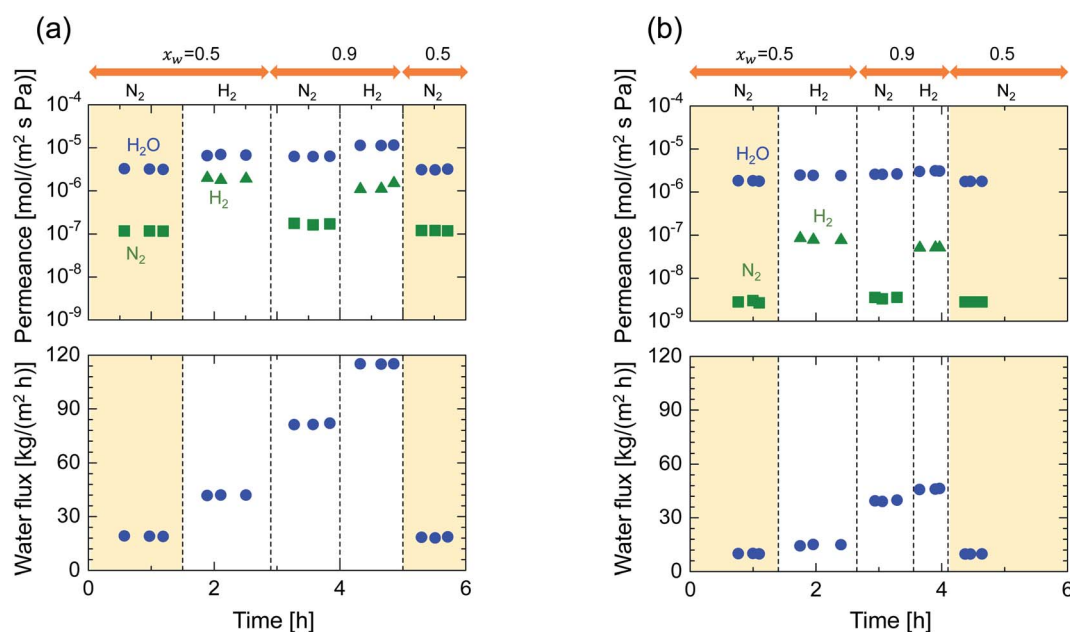 (a)
x_w=0.5 0.9 0.5
N₂ H₂ N₂ H₂ N₂
Permeance [mol/(m² s Pa)]
10⁻⁴
10⁻⁵
10⁻⁶
10⁻⁷
10⁻⁸
10⁻⁹
H₂O
H₂
N₂
Water flux [kg/(m² h)]
120
90
60
30
0
0 2 4 6
Time [h]
(b)
x_w=0.5 0.9 0.5
N₂ H₂ N₂ H₂ N₂
Permeance [mol/(m² s Pa)]
10⁻⁴
10⁻⁵
10⁻⁶
10⁻⁷
10⁻⁸
10⁻⁹
H₂O
H₂
N₂
Water flux [kg/(m² h)]
120
90
60
30
0
0 2 4 6
Time [h]